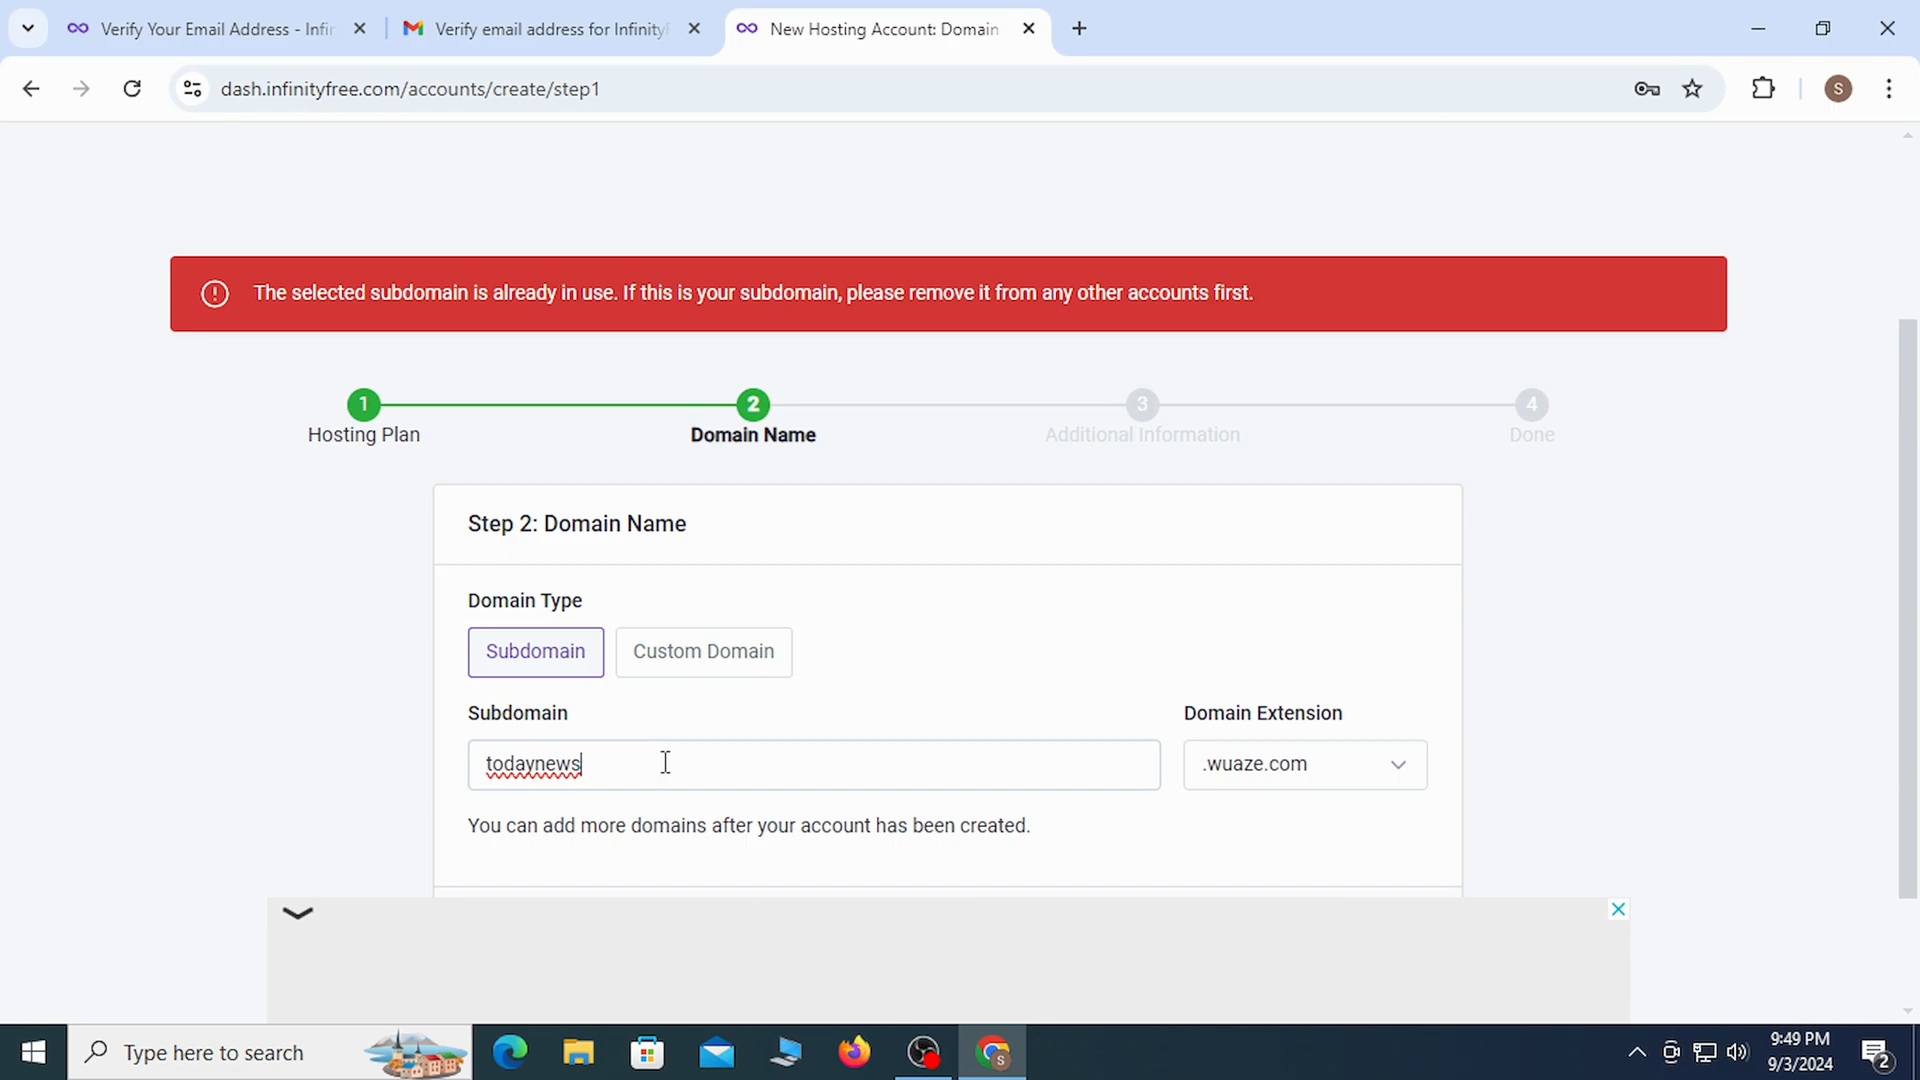 Verify Your Email Address - Infin
Verify email address for InfinityF
New Hosting Account: Domain
dash.infinityfree.com/accounts/create/step1
S
The selected subdomain is already in use. If this is your subdomain, please remove it from any other accounts first.
1
2
3
4
Hosting Plan
Domain Name
Additional Information
Done
Step 2: Domain Name
Domain Type
Subdomain
Custom Domain
Subdomain
Domain Extension
todaynews
.wuaze.com
You can add more domains after your account has been created.
Type here to search
S
9:49 PM
9/3/2024
2